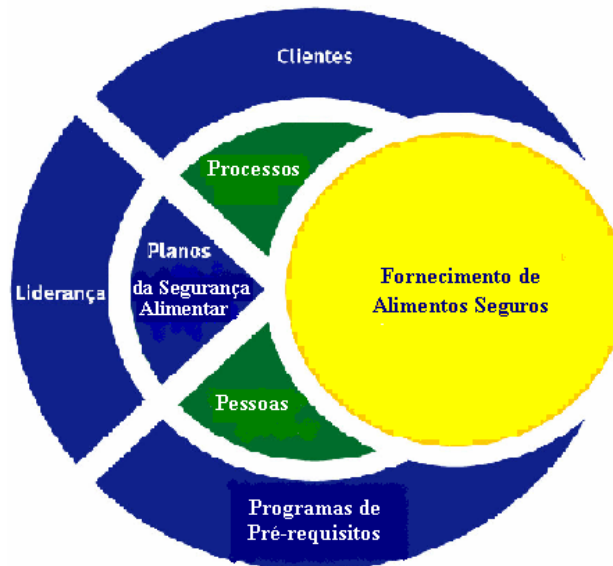 Clientes
Processos
Liderança
Planos
da Segurança
Alimentar
Fornecimento de
Alimentos Seguros
Pessoas
Programas de
Pré-requisitos